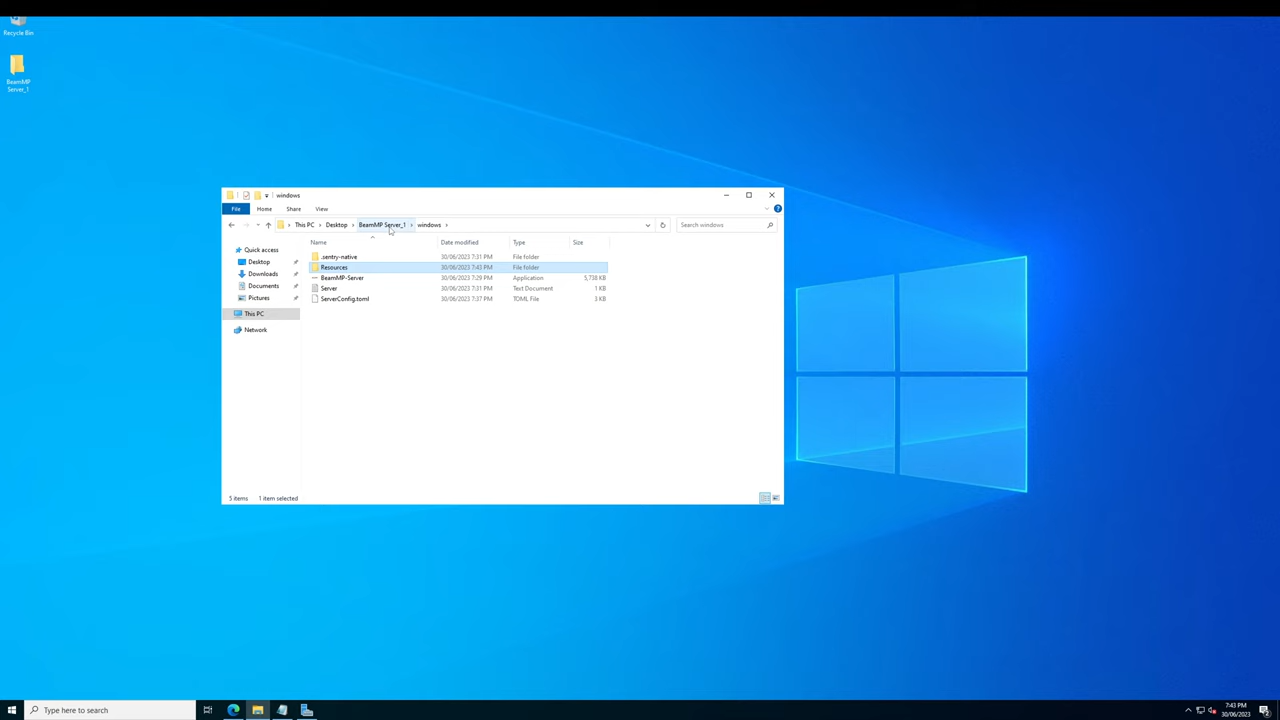 Recycle Bin
BeamMP
Server_1
windows
File
Home
Share
View
This PC
Desktop
BeamMP Server_1
windows
Search windows
Name
Date modified
Type
Size
Quick access
Desktop
Downloads
Documents
Pictures
This PC
Network
.sentry-native
30/06/2023 7:31 PM
File folder
Resources
30/06/2023 7:43 PM
File folder
BeamMP-Server
30/06/2023 7:29 PM
Application
5,738 KB
Server
30/06/2023 7:31 PM
Text Document
1 KB
ServerConfig.toml
30/06/2023 7:37 PM
TOML File
3 KB
5 items
1 item selected
Type here to search
7:43 PM
30/06/2023